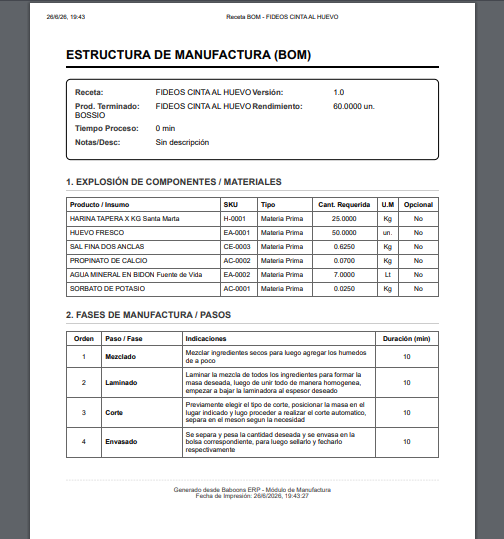 26/6/26, 19:43 Receta BOM - FIDEOS CINTA AL HUEVO
ESTRUCTURA DE MANUFACTURA (BOM)
Receta: FIDEOS CINTA AL HUEVO Versión: 1.0
Prod. Terminado: FIDEOS CINTA AL HUEVO Rendimiento: 60.0000 un.
BOSSIO
Tiempo Proceso: 0 min
Notas/Desc: Sin descripción
1. EXPLOSIÓN DE COMPONENTES / MATERIALES
Producto / Insumo SKU Tipo Cant. Requerida U.M Opcional
HARINA TAPERA X KG Santa Marta H-0001 Materia Prima 25.0000 Kg No
HUEVO FRESCO EA-0001 Materia Prima 50.0000 un. No
SAL FINA DOS ANCLAS CE-0003 Materia Prima 0.6250 Kg No
PROPINATO DE CALCIO AC-0002 Materia Prima 0.0700 Kg No
AGUA MINERAL EN BIDON Fuente de Vida EA-0002 Materia Prima 7.0000 Lt No
SORBATO DE POTASIO AC-0001 Materia Prima 0.0250 Kg No
2. FASES DE MANUFACTURA / PASOS
Orden Paso / Fase Indicaciones Duración (min)
1 Mezclado Mezclar ingredientes secos para luego agregar los humedos
de a poco 10
2 Laminado Laminar la mezcla de todos los ingredientes para formar la
masa deseada, luego de unir todo de manera homogenea,
empezar a bajar la laminadora al espesor deseado 10
3 Corte Previamente elegir el tipo de corte, posicionar la masa en el
lugar indicado y lugo proceder a realizar el corte automatico,
separa en el meson segun la necesidad 10
4 Envasado Se separa y pesa la cantidad deseada y se envasa en la
bolsa correspondiente, para luego sellarlo y fecharlo
respectivamente 10
Generado desde Baboons ERP - Módulo de Manufactura
Fecha de Impresión: 26/6/2026, 19:43:27